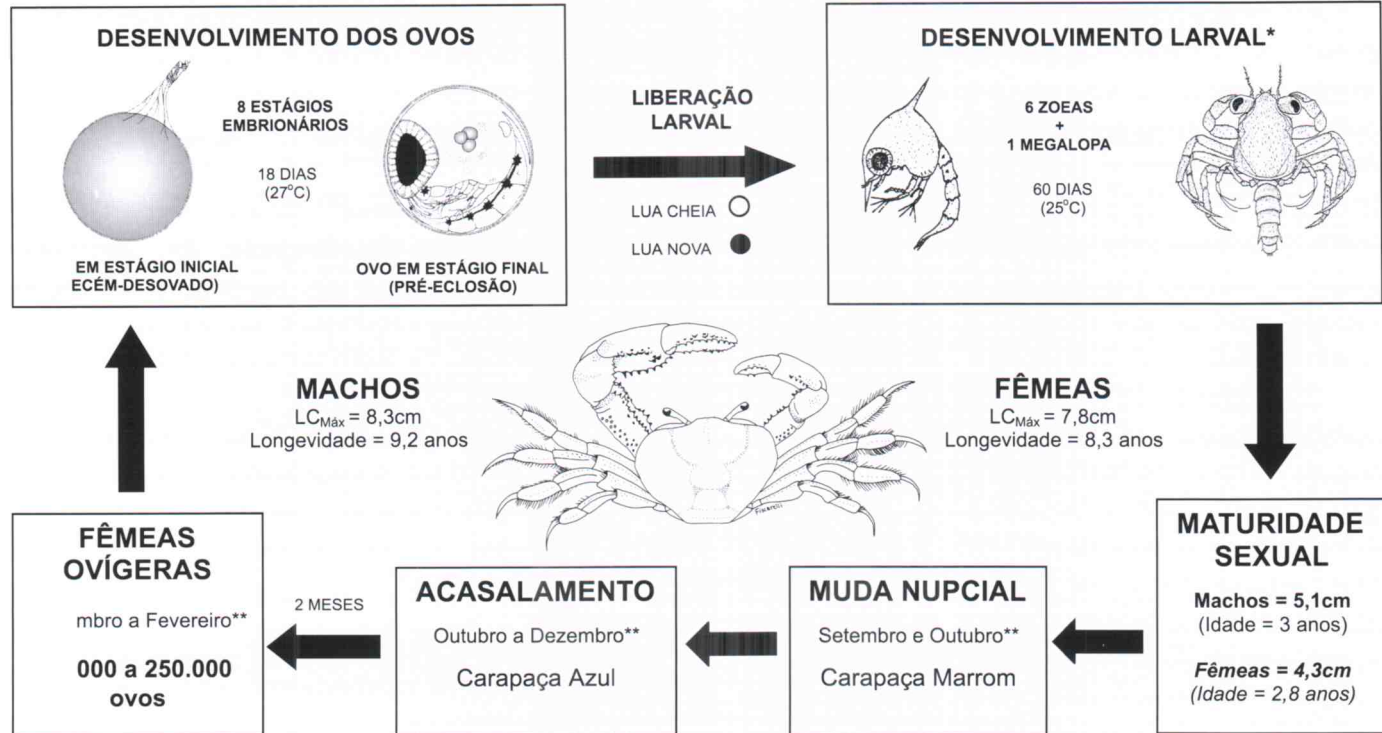 DESENVOLVIMENTO DOS OVOS
8 ESTÁGIOS
EMBRIONÁRIOS
18 DIAS
(27°C)
EM ESTÁGIO INICIAL
ECÉM-DESOVADO)
OVO EM ESTÁGIO FINAL
(PRÉ-ECLOSÃO)
LIBERAÇÃO
LARVAL
LUA CHEIA
LUA NOVA
DESENVOLVIMENTO LARVAL*
6 ZOEAS
+
1 MEGALOPA
60 DIAS
(25°C)
MACHOS
LCMáx = 8,3cm
Longevidade = 9,2 anos
FÊMEAS
LCMáx = 7,8cm
Longevidade = 8,3 anos
MATURIDADE
SEXUAL
Machos = 5,1cm
(Idade = 3 anos)
Fêmeas = 4,3cm
(Idade = 2,8 anos)
MUDA NUPCIAL
Setembro e Outubro**
Carapaça Marrom
ACASALAMENTO
Outubro a Dezembro**
Carapaça Azul
2 MESES
FÊMEAS
OVÍGERAS
mbro a Fevereiro**
000 a 250.000
ovos